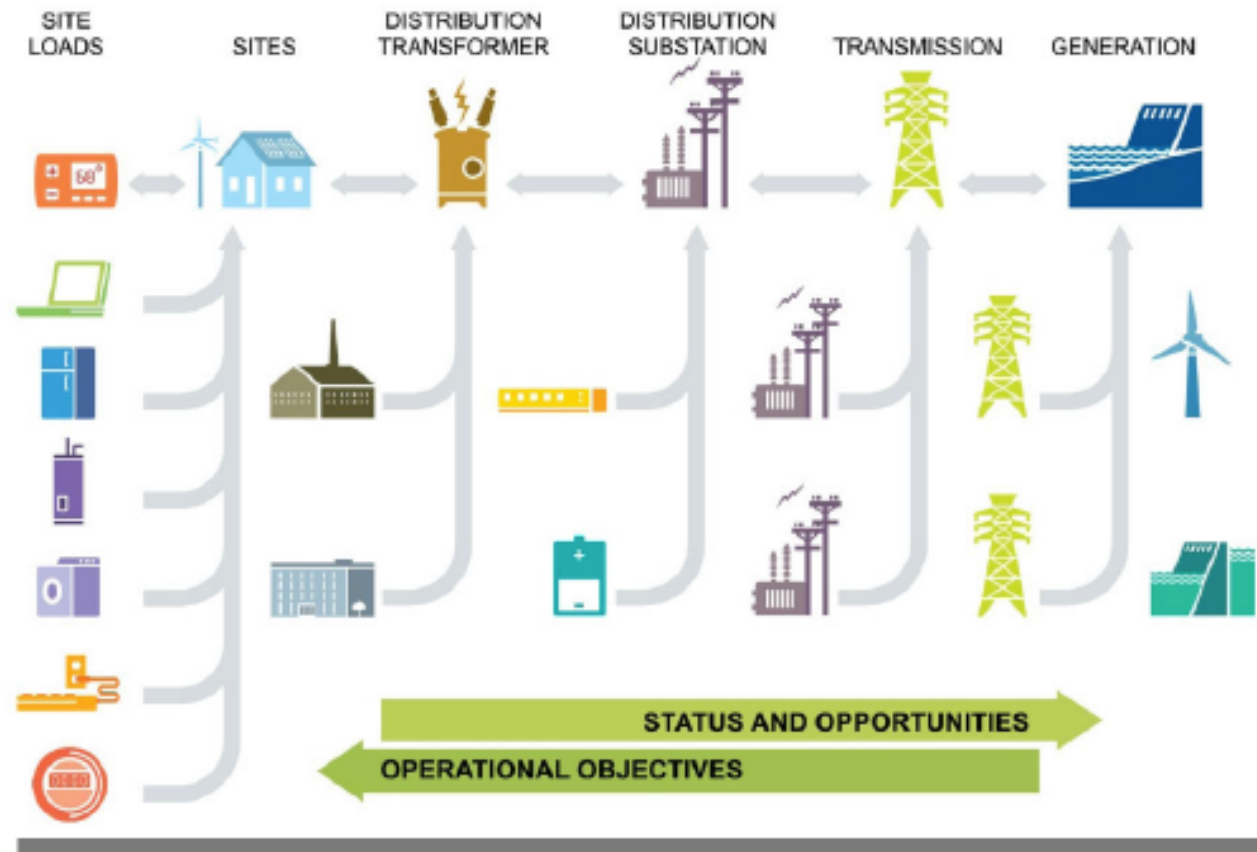 SITE
LOADS
SITES
DISTRIBUTION
TRANSFORMER
DISTRIBUTION
SUBSTATION
TRANSMISSION
GENERATION
68°
STATUS AND OPPORTUNITIES
OPERATIONAL OBJECTIVES